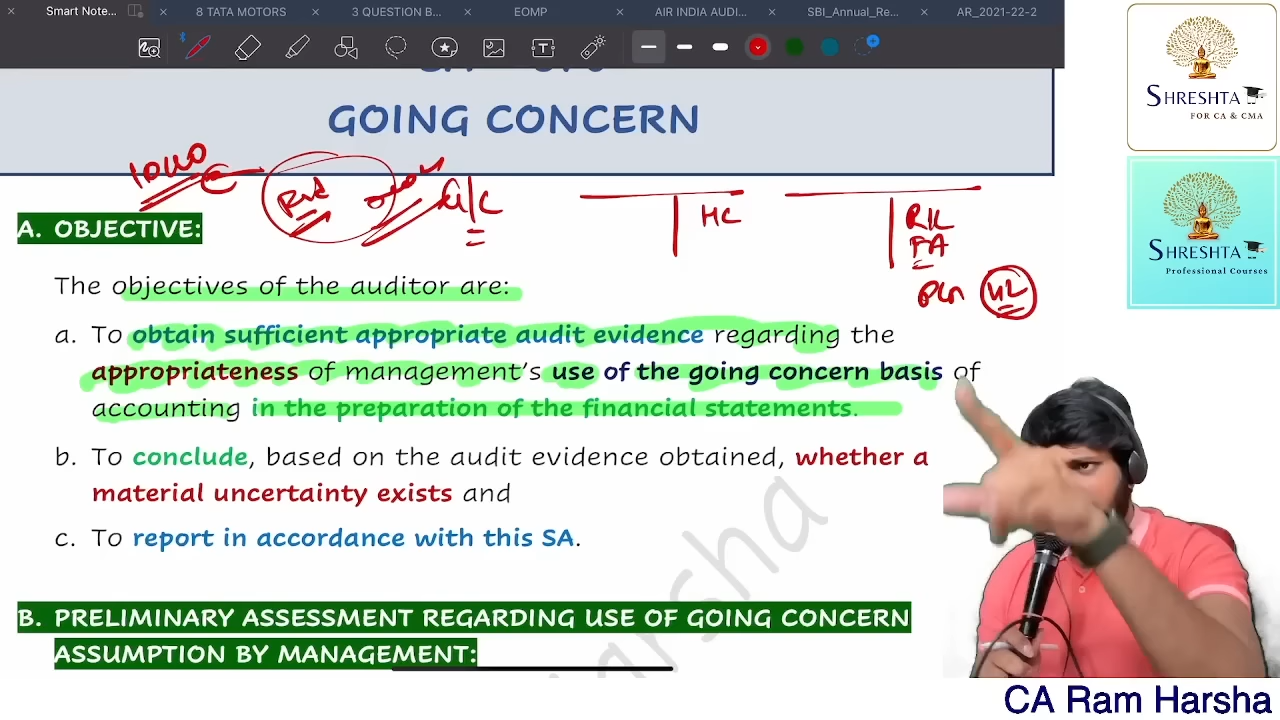 Smart Note...
8 TATA MOTORS
3 QUESTION B...
EOMP
AIR INDIA AUDI...
SBI_Annual_Re...
AR_2021-22-2
GOING CONCERN
A. OBJECTIVE:
The objectives of the auditor are:
a. To obtain sufficient appropriate audit evidence regarding the
appropriateness of management's use of the going concern basis of
accounting in the preparation of the financial statements.
b. To conclude, based on the audit evidence obtained, whether a
material uncertainty exists and
c. To report in accordance with this SA.
B. PRELIMINARY ASSESSMENT REGARDING USE OF GOING CONCERN
ASSUMPTION BY MANAGEMENT:
harsha
SHRESHTA
FOR CA & CMA
SHRESHTA
Professional Courses
CA Ram Harsha